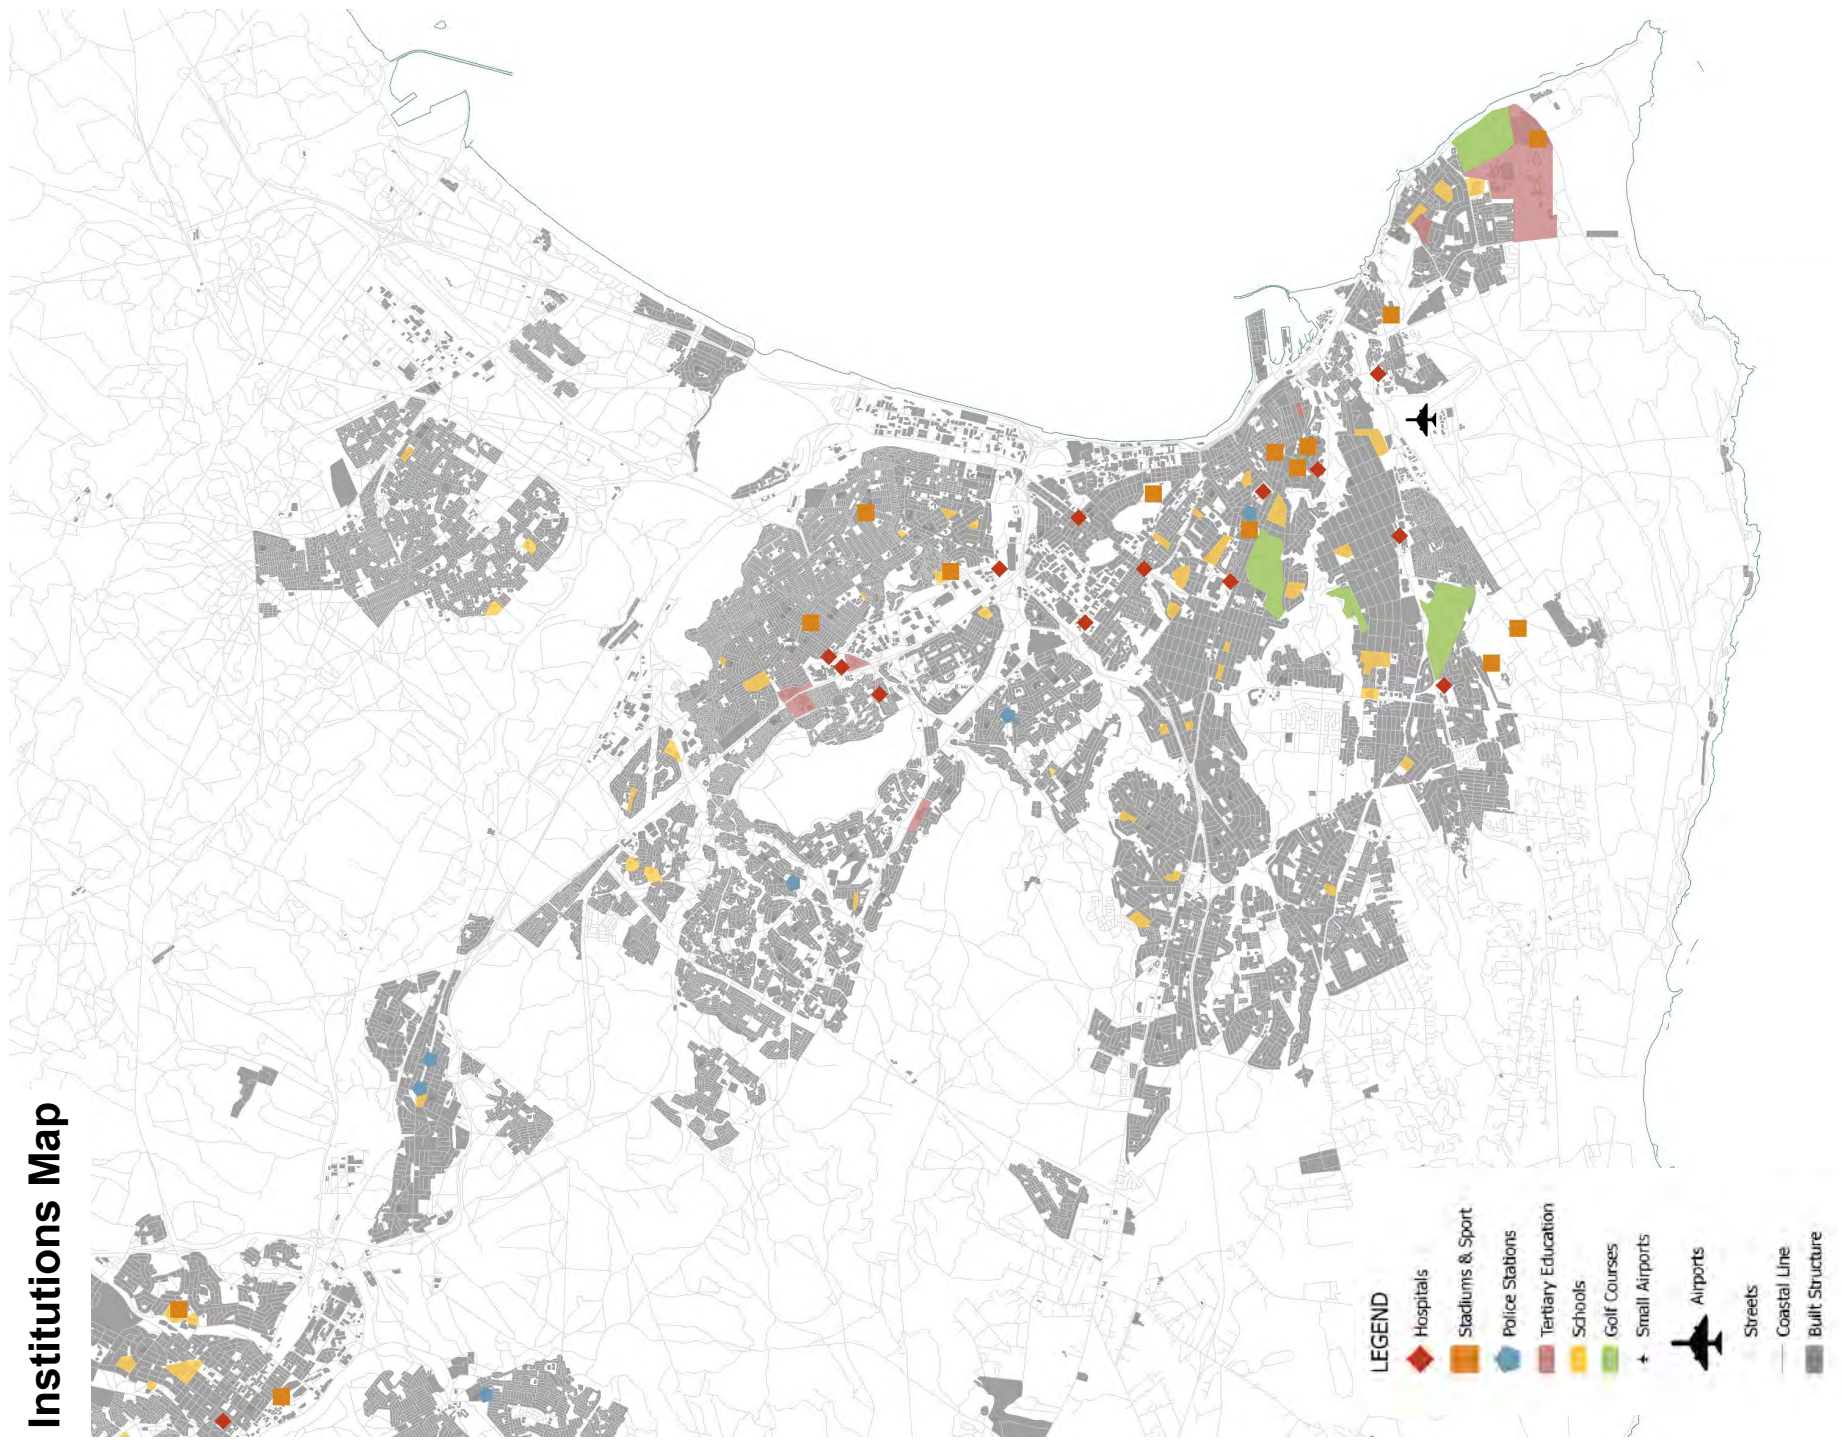 Institutions Map
LEGEND
Hospitals
Stadiums & Sport
Police Stations
Tertiary Education
Schools
Golf Courses
Small Airports
Airports
Streets
Coastal Line
Built Structure